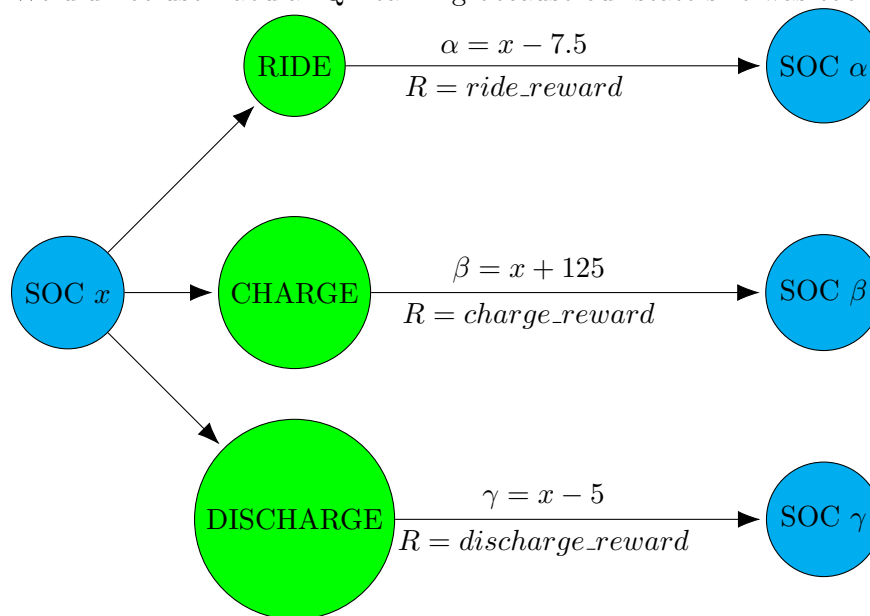 RIDE
α = x − 7.5
R = ride_reward
SOC α
SOC x
CHARGE
β = x + 125
R = charge_reward
SOC β
DISCHARGE
γ = x − 5
R = discharge_reward
SOC γ